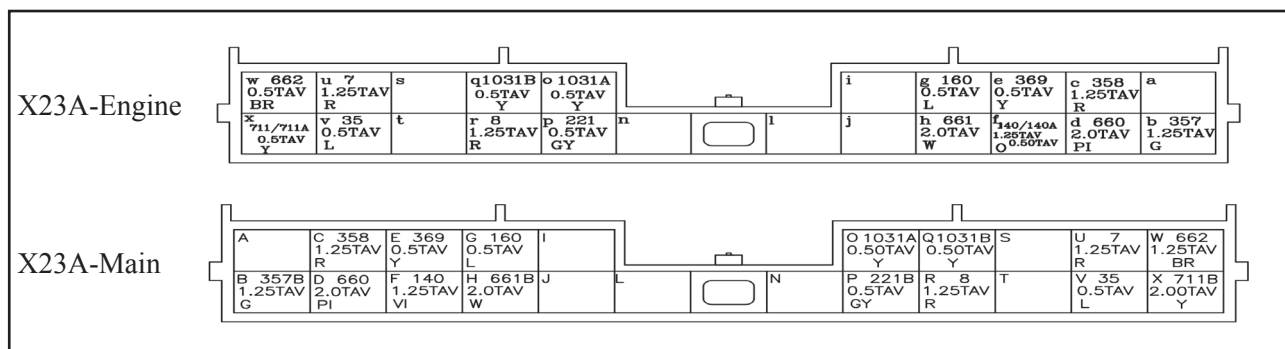 X23A-Engine
w 662 u 7 s q1031B o 1031A i g 160 e 369 c 358 a
0.5TAV 1.25TAV 0.5TAV 0.5TAV 0.5TAV 0.5TAV 1.25TAV
BR R Y Y L Y R
x 711/711A v 35 t r 8 p 221 n l j h 661 f 140/140A d 660 b 357
0.5TAV 0.5TAV 1.25TAV 0.5TAV 2.0TAV 1.25TAV 2.0TAV 1.25TAV
Y L R GY W O 0.50TAV PI G
X23A-Main
A C 358 E 369 G 160 I O 1031A Q1031B S U 7 W 662
1.25TAV 0.5TAV 0.5TAV 0.50TAV 0.50TAV 1.25TAV 1.25TAV
R Y L Y Y R BR
B 357B D 660 F 140 H 661B J L N P 221B R 8 T V 35 X 711B
1.25TAV 2.0TAV 1.25TAV 2.0TAV 0.5TAV 1.25TAV 0.5TAV 2.00TAV
G PI VI W GY R L Y